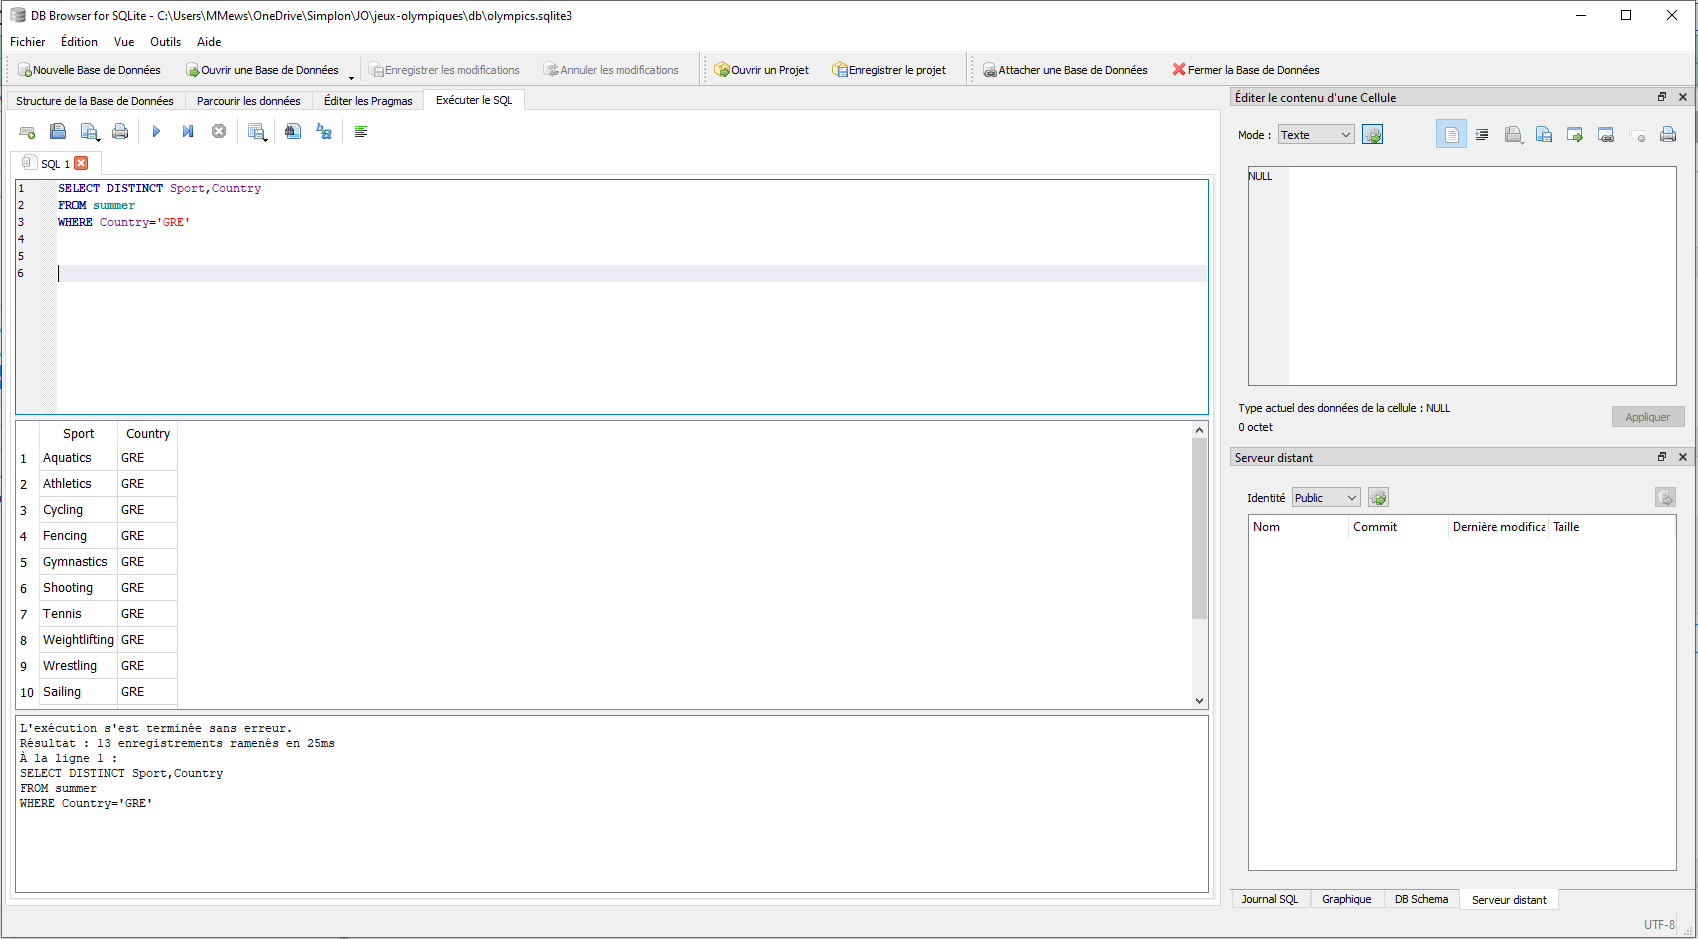 DB Browser for SQLite - C:\Users\MMews\OneDrive\Simplon\JO\jeux-olympiques\db\olympics.sqlite3
Fichier Édition Vue Outils Aide
Nouvelle Base de Données Ouvrir une Base de Données Enregistrer les modifications Annuler les modifications Ouvrir un Projet Enregistrer le projet Attacher une Base de Données Fermer la Base de Données
Structure de la Base de Données Parcourir les données Éditer les Pragmas Exécuter le SQL
SQL 1
1 SELECT DISTINCT Sport,Country
2 FROM summer
3 WHERE Country='GRE'
4
5
6
Sport Country
1 Aquatics GRE
2 Athletics GRE
3 Cycling GRE
4 Fencing GRE
5 Gymnastics GRE
6 Shooting GRE
7 Tennis GRE
8 Weightlifting GRE
9 Wrestling GRE
10 Sailing GRE
L'exécution s'est terminée sans erreur.
Résultat : 13 enregistrements ramenés en 25ms
À la ligne 1 :
SELECT DISTINCT Sport,Country
FROM summer
WHERE Country='GRE'
Éditer le contenu d'une Cellule
Mode : Texte
NULL
Type actuel des données de la cellule : NULL
0 octet
Appliquer
Serveur distant
Identité Public
Nom Commit Dernière modifica Taille
Journal SQL Graphique DB Schema Serveur distant
UTF-8